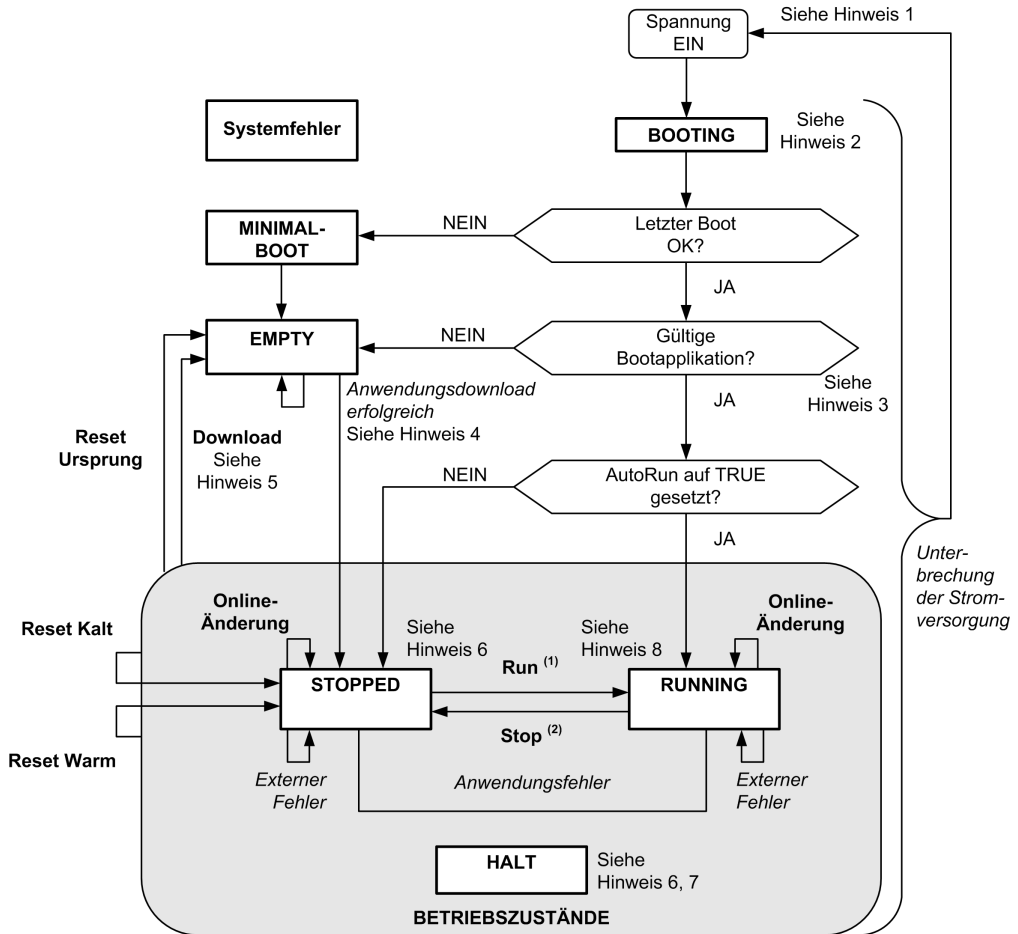 Spannung
EIN
Siehe Hinweis 1
Systemfehler
BOOTING
Siehe
Hinweis 2
MINIMAL-
BOOT
NEIN
Letzter Boot
OK?
JA
EMPTY
NEIN
Gültige
Bootapplikation?
Siehe
Hinweis 3
JA
Anwendungsdownload
erfolgreich
Siehe Hinweis 4
Reset
Ursprung
Download
Siehe
Hinweis 5
NEIN
AutoRun auf TRUE
gesetzt?
JA
Unter-
brechung
der Strom-
versorgung
Online-
Änderung
Online-
Änderung
Reset Kalt
Siehe
Hinweis 6
Siehe
Hinweis 8
Run (1)
STOPPED
RUNNING
Stop (2)
Reset Warm
Externer
Fehler
Anwendungsfehler
Externer
Fehler
HALT
Siehe
Hinweis 6, 7
BETRIEBSZUSTÄNDE